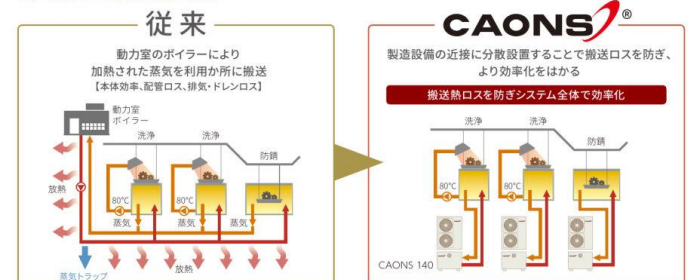 従来
動力室のボイラーにより
加熱された蒸気を利用か所に搬送
【本体効率、配管ロス、排気・ドレンロス】
動力室
ボイラー
洗浄
洗浄
防錆
放熱
80℃
80℃
蒸気
蒸気
蒸気
放熱
蒸気トラップ
CAONS®
製造設備の近接に分散設置することで搬送ロスを防ぎ、
より効率化をはかる
搬送熱ロスを防ぎシステム全体で効率化
洗浄
洗浄
防錆
80℃
80℃
CAONS 140